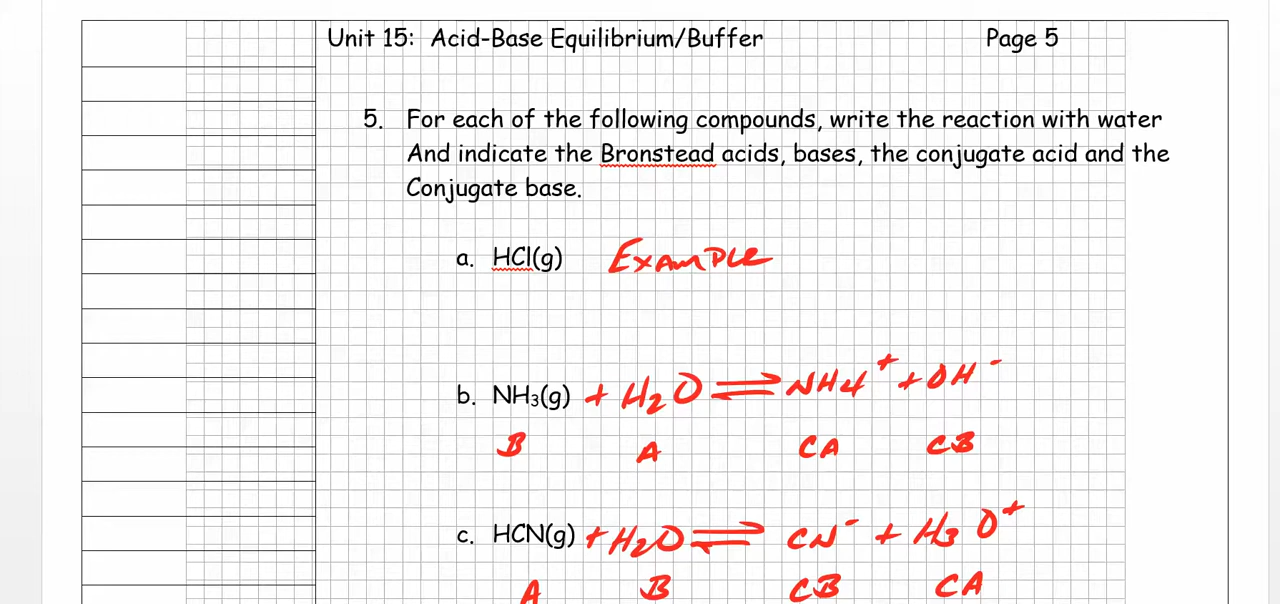 Unit 15: Acid-Base Equilibrium/Buffer Page 5
5. For each of the following compounds, write the reaction with water
And indicate the Bronstead acids, bases, the conjugate acid and the
Conjugate base.
a. HCl(g) Example
b. NH₃(g) + H₂O ⇌ NH4⁺ + OH⁻
B A CA CB
c. HCN(g) + H₂O ⇌ CN⁻ + H₃O⁺
A B CB CA